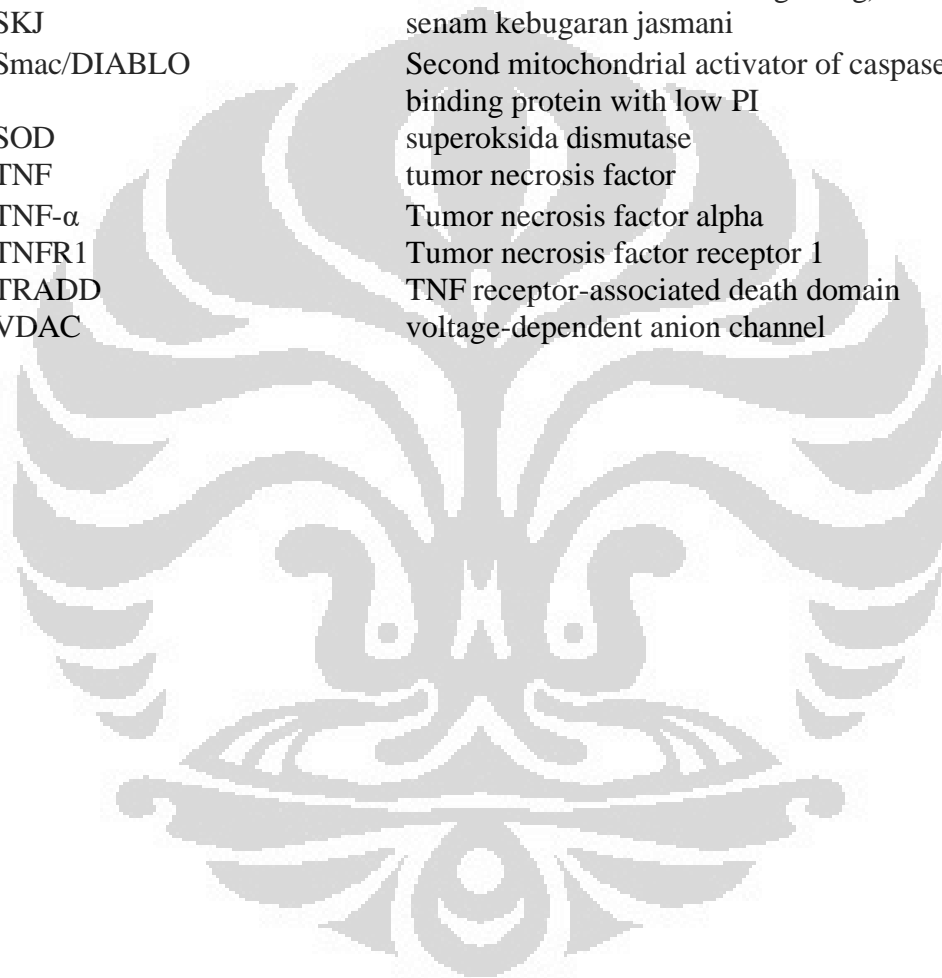 SKJ senam kebugaran jasmani
Smac/DIABLO Second mitochondrial activator of caspase
binding protein with low PI
SOD superoksida dismutase
TNF tumor necrosis factor
TNF-α Tumor necrosis factor alpha
TNFR1 Tumor necrosis factor receptor 1
TRADD TNF receptor-associated death domain
VDAC voltage-dependent anion channel